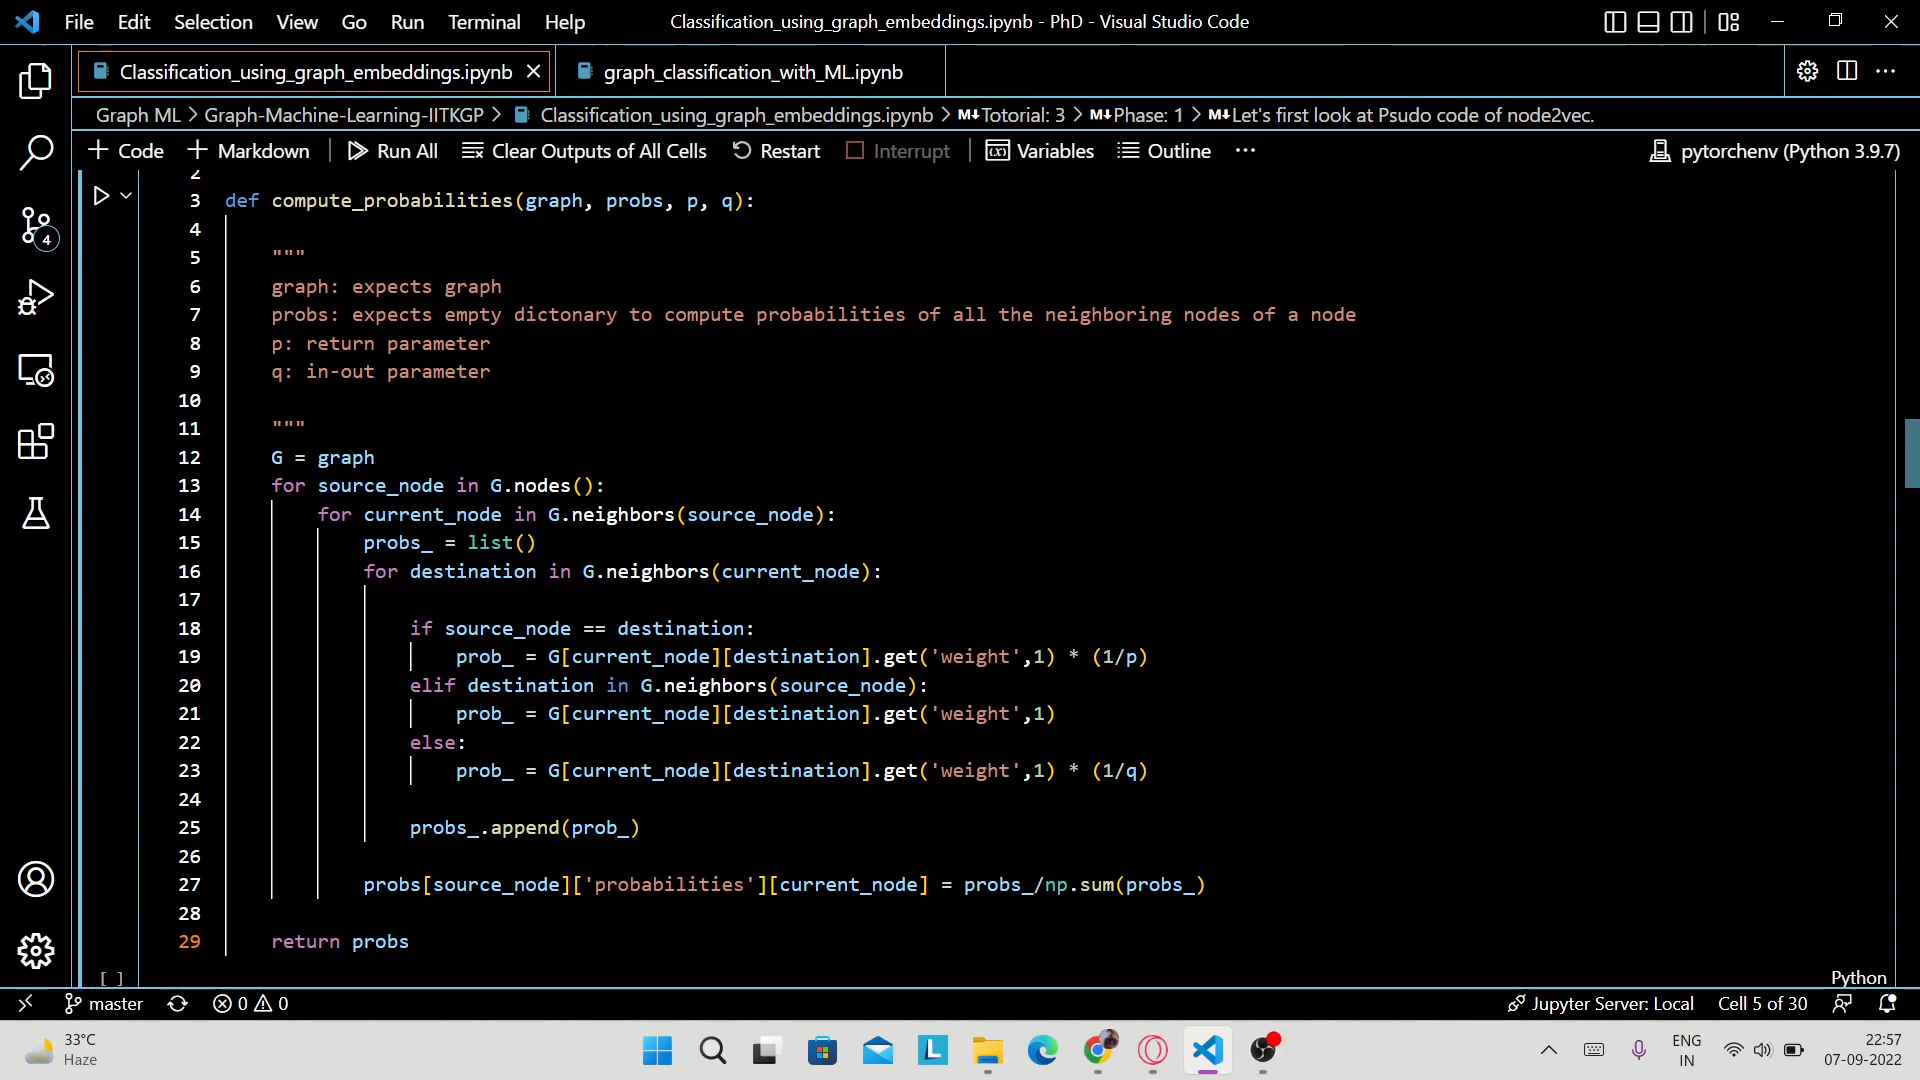 File Edit Selection View Go Run Terminal Help Classification_using_graph_embeddings.ipynb - PhD - Visual Studio Code
Classification_using_graph_embeddings.ipynb graph_classification_with_ML.ipynb
Graph ML > Graph-Machine-Learning-IITKGP > Classification_using_graph_embeddings.ipynb > M↓Tutorial: 3 > M↓Phase: 1 > M↓Let's first look at Psudo code of node2vec.
+ Code + Markdown Run All Clear Outputs of All Cells Restart Interrupt Variables Outline ··· pytorchenv (Python 3.9.7)
2
3 def compute_probabilities(graph, probs, p, q):
4
5 """
6 graph: expects graph
7 probs: expects empty dictonary to compute probabilities of all the neighboring nodes of a node
8 p: return parameter
9 q: in-out parameter
10
11 """
12 G = graph
13 for source_node in G.nodes():
14 for current_node in G.neighbors(source_node):
15 probs_ = list()
16 for destination in G.neighbors(current_node):
17
18 if source_node == destination:
19 prob_ = G[current_node][destination].get('weight',1) * (1/p)
20 elif destination in G.neighbors(source_node):
21 prob_ = G[current_node][destination].get('weight',1)
22 else:
23 prob_ = G[current_node][destination].get('weight',1) * (1/q)
24
25 probs_.append(prob_)
26
27 probs[source_node]['probabilities'][current_node] = probs_/np.sum(probs_)
28
29 return probs
[ ] Python
4
master 0 0 Jupyter Server: Local Cell 5 of 30
33°C
Haze
ENG
IN
22:57
07-09-2022